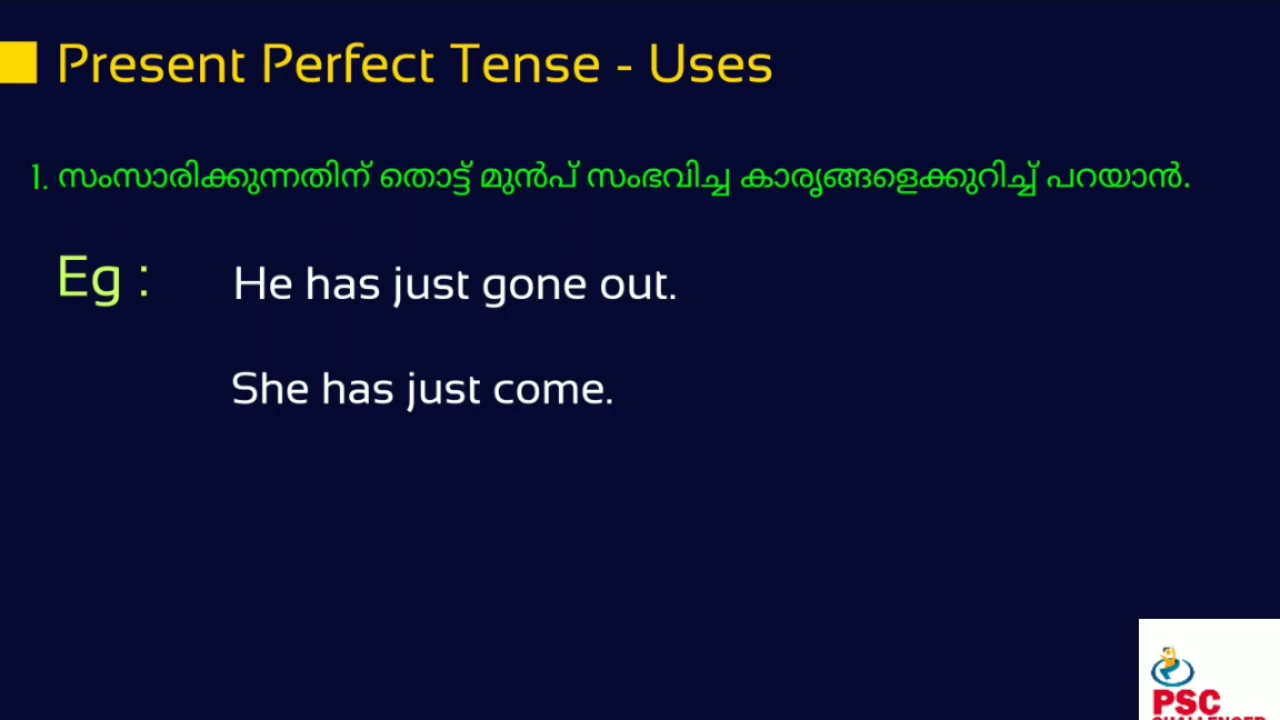 Present Perfect Tense - Uses
1. സംസാരിക്കുന്നതിന് തൊട്ട് മുൻപ് സംഭവിച്ച കാര്യങ്ങളെക്കുറിച്ച് പറയാൻ.
Eg : He has just gone out.
She has just come.
PSC